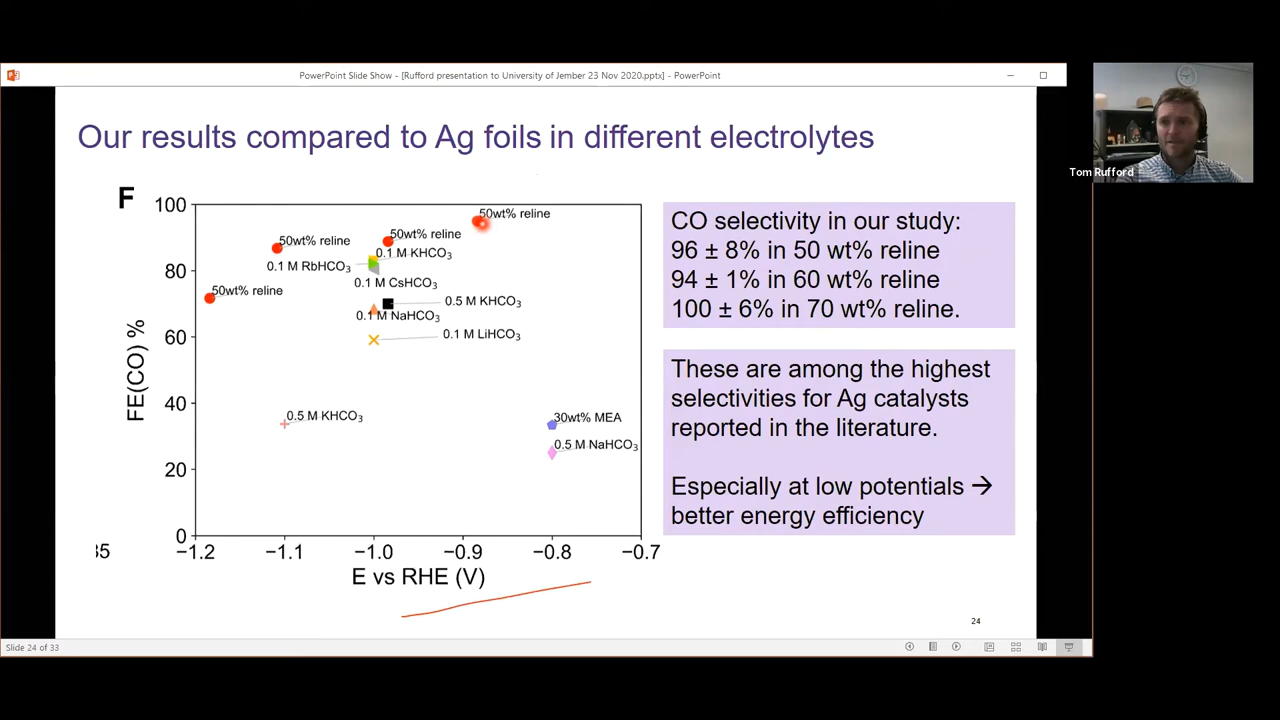 PowerPoint Slide Show - [Rufford presentation to University of Jember 23 Nov 2020.pptx] - PowerPoint
Tom Rufford
Our results compared to Ag foils in different electrolytes
F
100
80
60
40
20
0
FE(CO) %
50wt% reline
50wt% reline
50wt% reline
0.1 M KHCO₃
0.1 M RbHCO₃
0.1 M CsHCO₃
50wt% reline
0.5 M KHCO₃
0.1 M NaHCO₃
0.1 M LiHCO₃
0.5 M KHCO₃
30wt% MEA
0.5 M NaHCO₃
−1.2 −1.1 −1.0 −0.9 −0.8 −0.7
E vs RHE (V)
35
CO selectivity in our study:
96 ± 8% in 50 wt% reline
94 ± 1% in 60 wt% reline
100 ± 6% in 70 wt% reline.
These are among the highest
selectivities for Ag catalysts
reported in the literature.
Especially at low potentials →
better energy efficiency
24
Slide 24 of 33